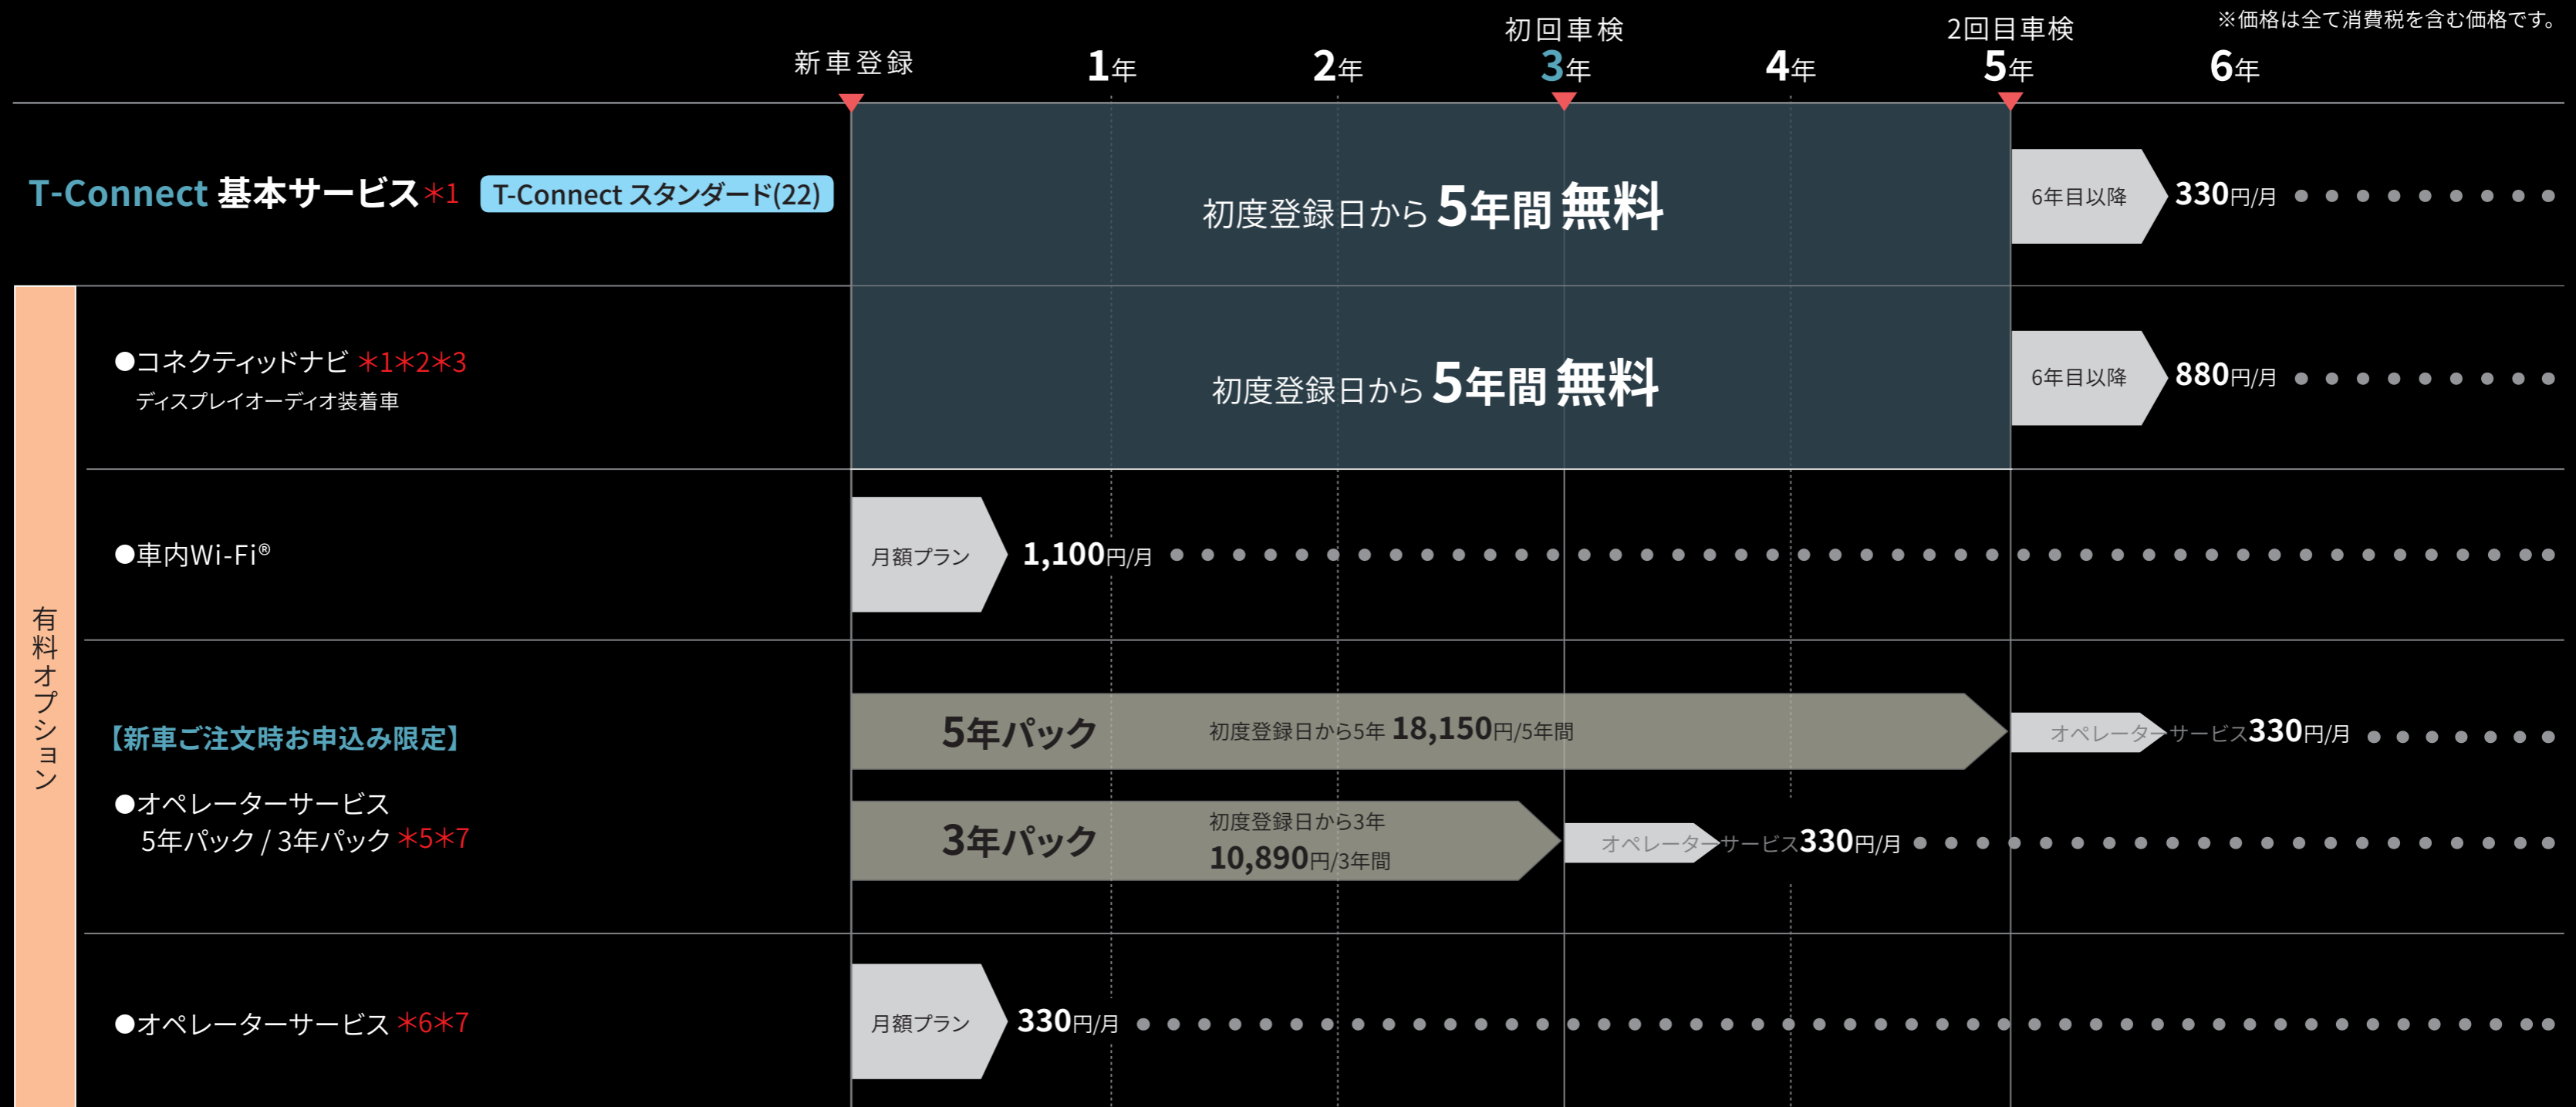 ※価格は全て消費税を含む価格です。
新車登録
1年
2年
初回車検
3年
4年
2回目車検
5年
6年
T-Connect 基本サービス＊1
T-Connect スタンダード(22)
初度登録日から5年間 無料
6年目以降
330円/月
有料オプション
●コネクティッドナビ ＊1＊2＊3
ディスプレイオーディオ装着車
初度登録日から5年間 無料
6年目以降
880円/月
●車内Wi-Fi®
月額プラン
1,100円/月
【新車ご注文時お申込み限定】
●オペレーターサービス
5年パック / 3年パック ＊5＊7
5年パック
初度登録日から5年 18,150円/5年間
オペレーターサービス330円/月
3年パック
初度登録日から3年
10,890円/3年間
オペレーターサービス330円/月
●オペレーターサービス ＊6＊7
月額プラン
330円/月